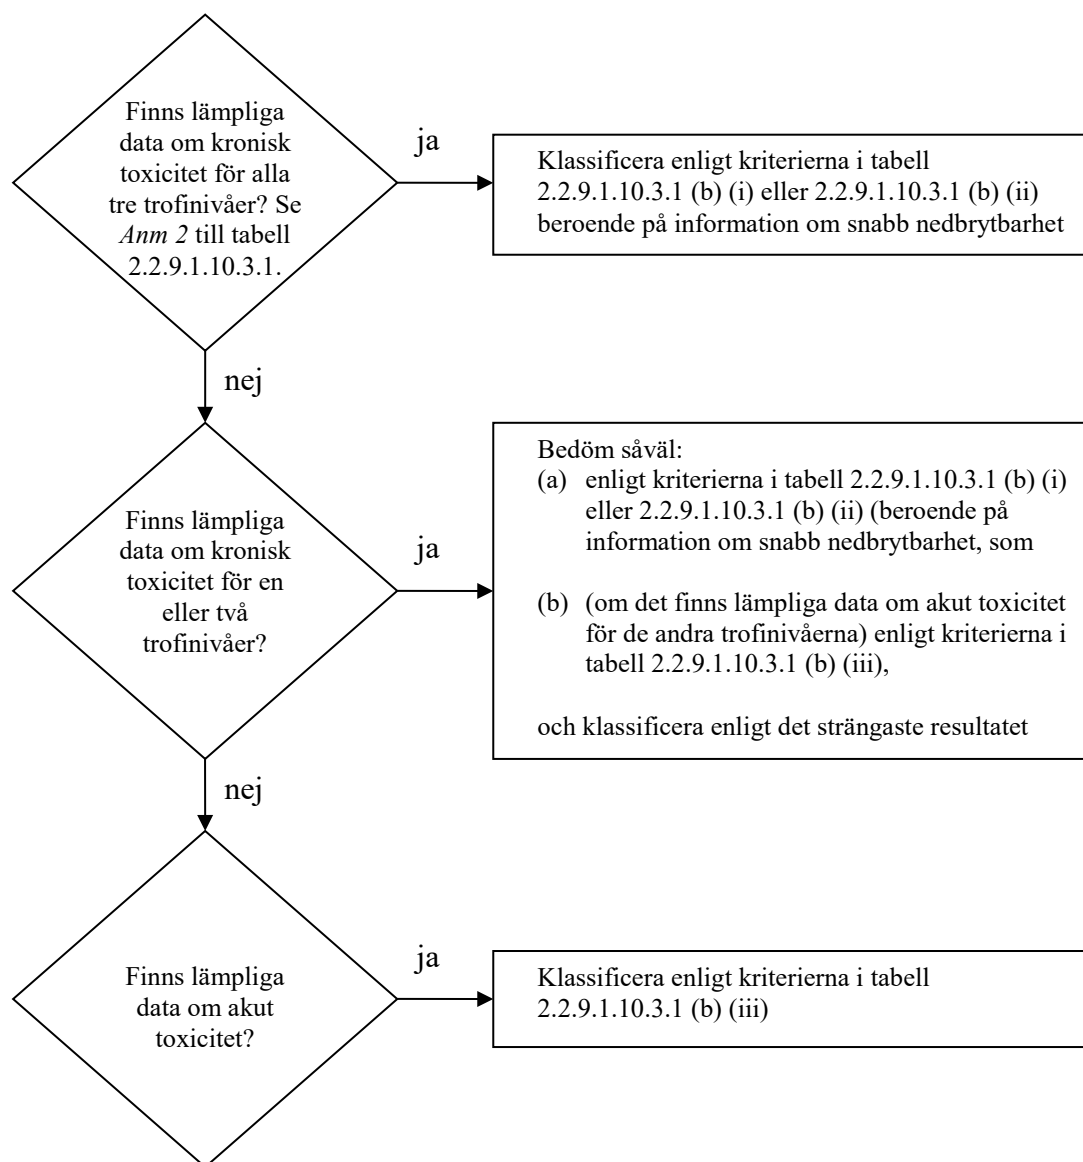 Finns lämpliga
data om kronisk
toxicitet för alla
tre trofinivåer? Se
Anm 2 till tabell
2.2.9.1.10.3.1.
ja
Klassificera enligt kriterierna i tabell
2.2.9.1.10.3.1 (b) (i) eller 2.2.9.1.10.3.1 (b) (ii)
beroende på information om snabb nedbrytbarhet
nej
Finns lämpliga
data om kronisk
toxicitet för en
eller två
trofinivåer?
ja
Bedöm såväl:
(a) enligt kriterierna i tabell 2.2.9.1.10.3.1 (b) (i)
eller 2.2.9.1.10.3.1 (b) (ii) (beroende på
information om snabb nedbrytbarhet, som
(b) (om det finns lämpliga data om akut toxicitet
för de andra trofinivåerna) enligt kriterierna i
tabell 2.2.9.1.10.3.1 (b) (iii),
och klassificera enligt det strängaste resultatet
nej
Finns lämpliga
data om akut
toxicitet?
ja
Klassificera enligt kriterierna i tabell
2.2.9.1.10.3.1 (b) (iii)